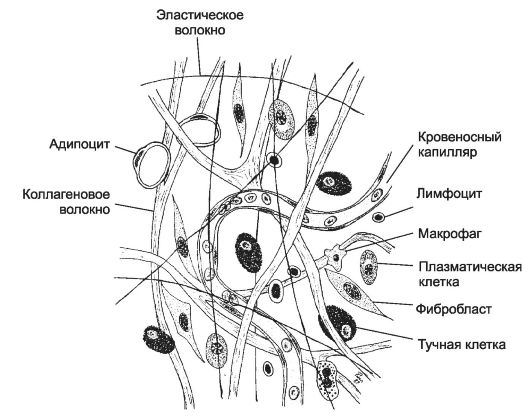 Эластическое
волокно
Адипоцит
Коллагеновое
волокно
Кровеносный
капилляр
Лимфоцит
Макрофаг
Плазматическая
клетка
Фибробласт
Тучная клетка